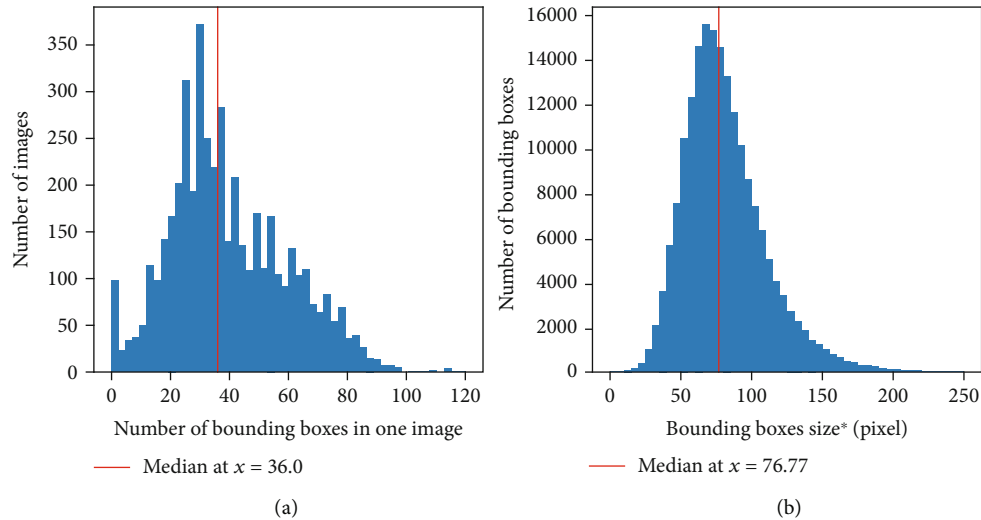 350
300
250
200
150
100
50
0
Number of images
0 20 40 60 80 100 120
Number of bounding boxes in one image
Median at x = 36.0
(a)
16000
14000
12000
10000
8000
6000
4000
2000
0
Number of bounding boxes
0 50 100 150 200 250
Bounding boxes size* (pixel)
Median at x = 76.77
(b)